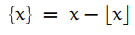 {x} = x − ⌊x⌋